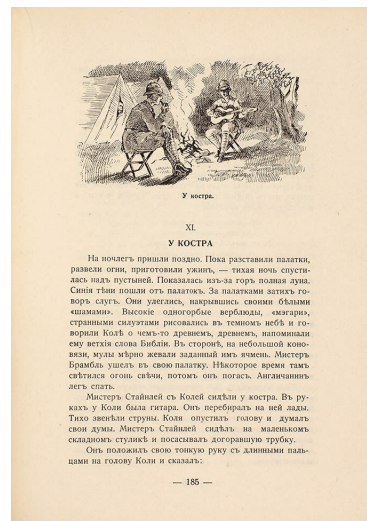 У костра.
XI.
У КОСТРА
На ночлегъ пришли поздно. Пока разставили палатки,
развели огни, приготовили ужинъ, — тихая ночь спусти-
лась надъ пустыней. Показалась изъ-за горъ полная луна.
Синія тѣни пошли отъ палатокъ. За палатками затихъ го-
воръ слугъ. Они улеглись, накрывшись своими бѣлыми
«шамами». Высокіе одногорбые верблюды, «мэгари»,
странными силуэтами рисовались въ темномъ небѣ и го-
ворили Колѣ о чемъ-то древнемъ, древнемъ, напоминали
ему ветхія слова Библіи. Въ сторонѣ, на небольшой коно-
вязи, мулы мѣрно жевали заданный имъ ячмень. Мистеръ
Брамбль ушелъ въ свою палатку. Нѣкоторое время тамъ
свѣтился огонь свѣчи, потомъ онъ погасъ. Англичанинъ
легъ спать.
Мистеръ Стайнлей съ Колей сидѣли у костра. Въ ру-
кахъ у Коли была гитара. Онъ перебиралъ на ней лады.
Тихо звенѣли струны. Коля опустилъ голову и думалъ
свои думы. Мистеръ Стайнлей сидѣлъ на маленькомъ
складномъ стуликѣ и посасывалъ догоравшую трубку.
Онъ положилъ свою тонкую руку съ длинными паль-
цами на голову Коли и сказалъ:
— 185 —